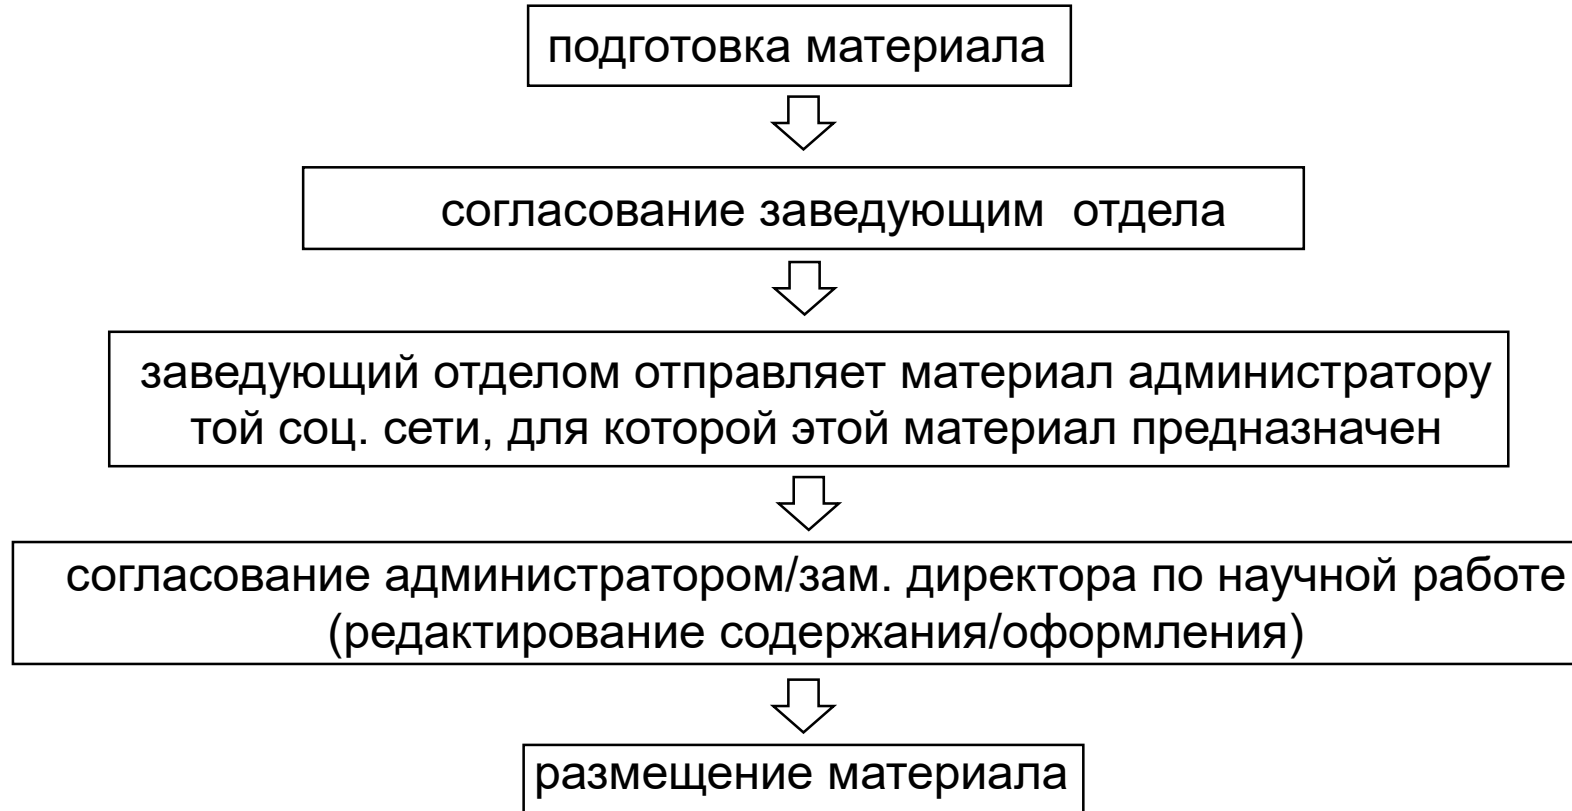 подготовка материала
согласование заведующим  отдела
заведующий отделом отправляет материал администратору
той соц. сети, для которой этой материал предназначен
согласование администратором/зам. директора по научной работе
(редактирование содержания/оформления)
размещение материала